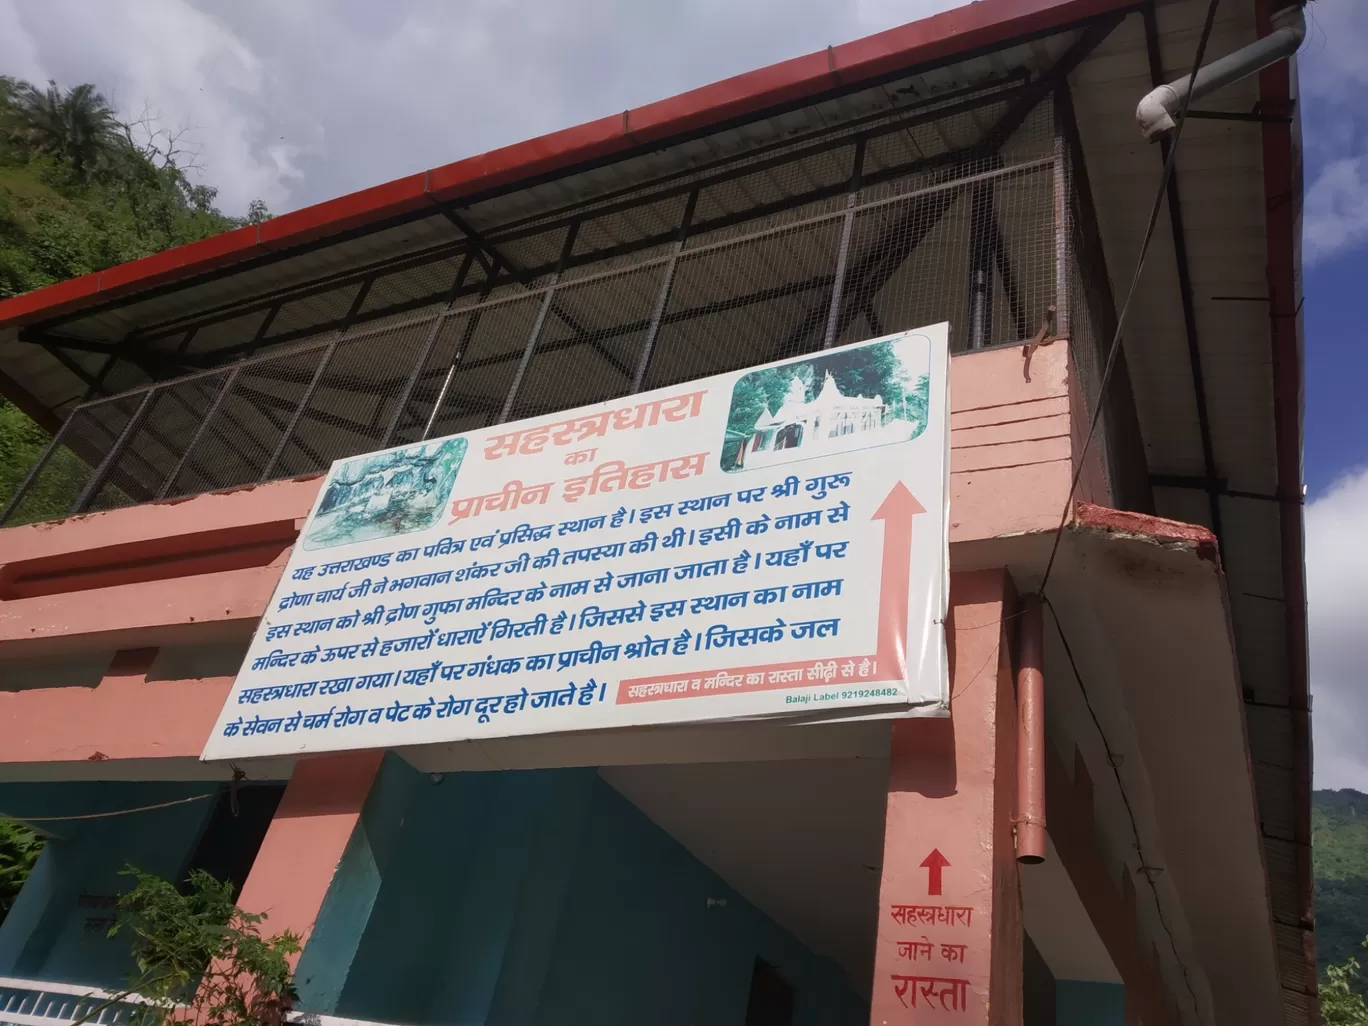 सहस्त्रधारा
का
प्राचीन इतिहास
यह उत्तराखण्ड का पवित्र एवं प्रसिद्ध स्थान है। इस स्थान पर श्री गुरू
द्रोणा चार्य जी ने भगवान शंकर जी की तपस्या की थी। इसी के नाम से
इस स्थान को श्री द्रोण गुफा मन्दिर के नाम से जाना जाता है। यहाँ पर
मन्दिर के ऊपर से हजारों धाराऐं गिरती है। जिससे इस स्थान का नाम
सहस्त्रधारा रखा गया। यहाँ पर गंधक का प्राचीन श्रोत है। जिसके जल
के सेवन से चर्म रोग व पेट के रोग दूर हो जाते है।
सहस्त्रधारा व मन्दिर का रास्ता सीढ़ी से है।
Balaji Label 9219248482
सहस्त्रधारा
जाने का
रास्ता